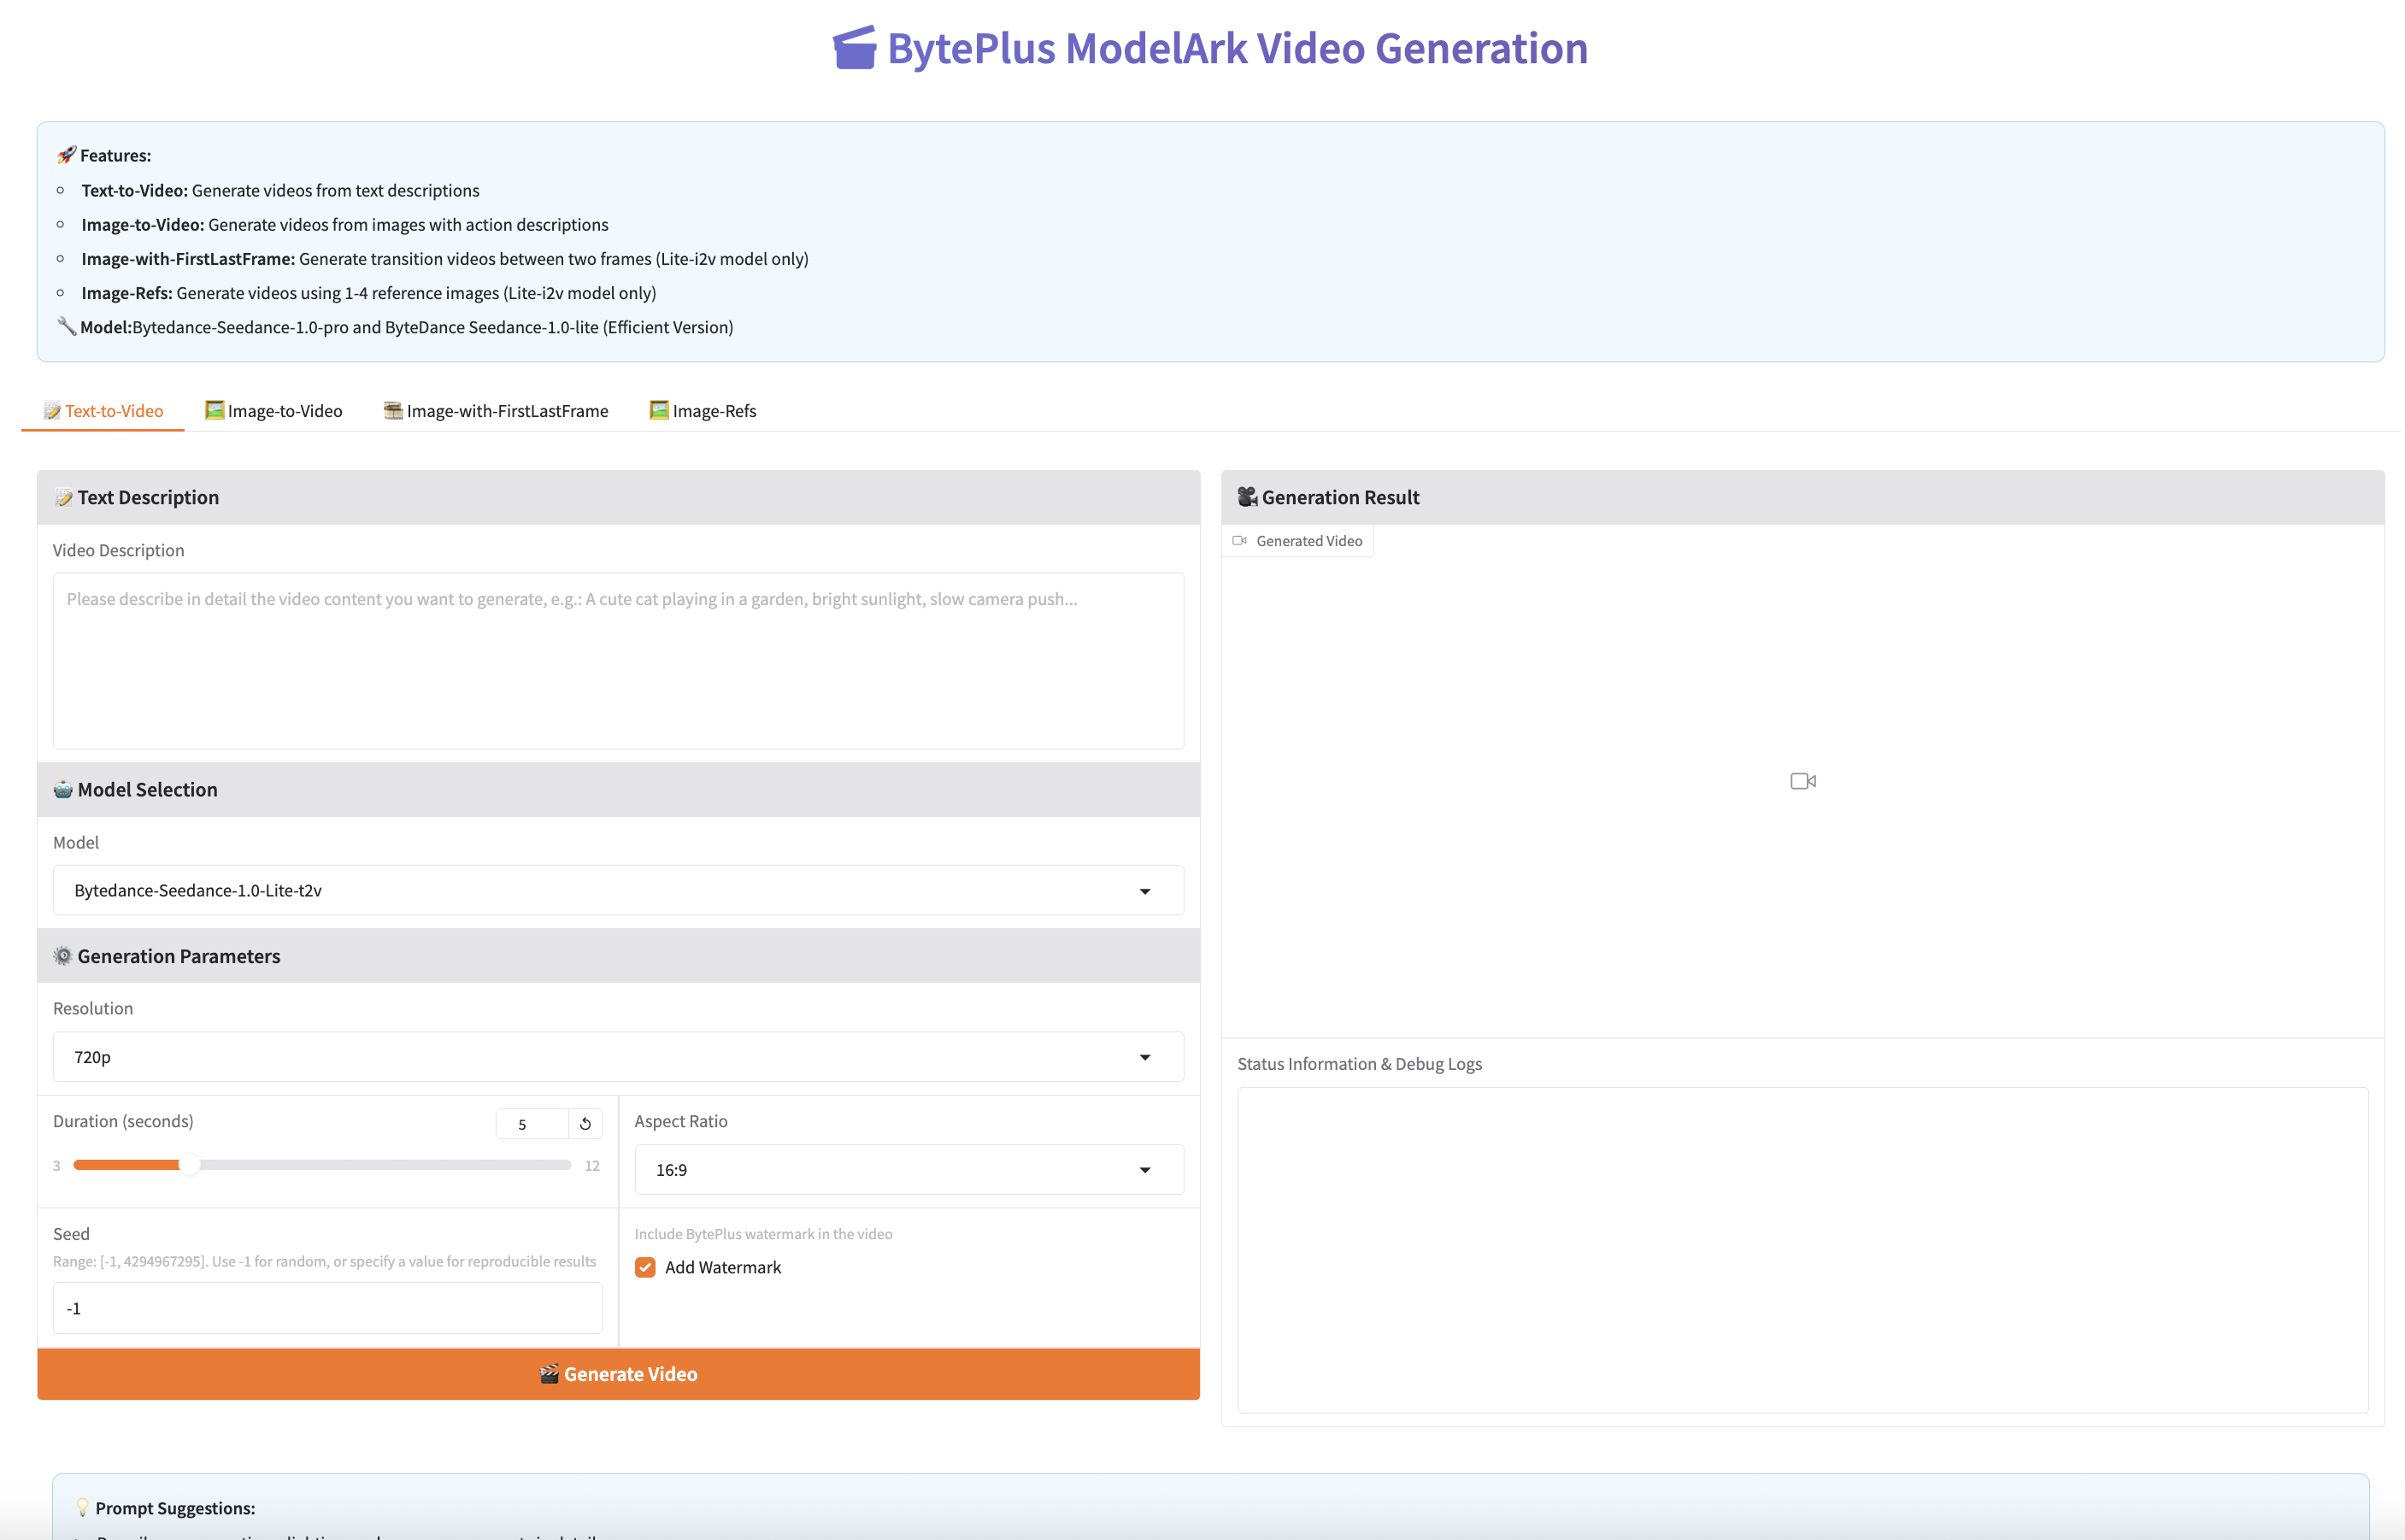 BytePlus ModelArk Video Generation
🚀 Features:
Text-to-Video: Generate videos from text descriptions
Image-to-Video: Generate videos from images with action descriptions
Image-with-FirstLastFrame: Generate transition videos between two frames (Lite-i2v model only)
Image-Refs: Generate videos using 1-4 reference images (Lite-i2v model only)
🔧 Model:Bytedance-Seedance-1.0-pro and ByteDance Seedance-1.0-lite (Efficient Version)
Text-to-Video Image-to-Video Image-with-FirstLastFrame Image-Refs
Text Description
Video Description
Please describe in detail the video content you want to generate, e.g.: A cute cat playing in a garden, bright sunlight, slow camera push...
Model Selection
Model
Bytedance-Seedance-1.0-Lite-t2v
Generation Parameters
Resolution
720p
Duration (seconds)
5
3
12
Aspect Ratio
16:9
Seed
Range: [-1, 4294967295]. Use -1 for random, or specify a value for reproducible results
-1
Include BytePlus watermark in the video
Add Watermark
Generate Video
Generation Result
Generated Video
Status Information & Debug Logs
Prompt Suggestions: